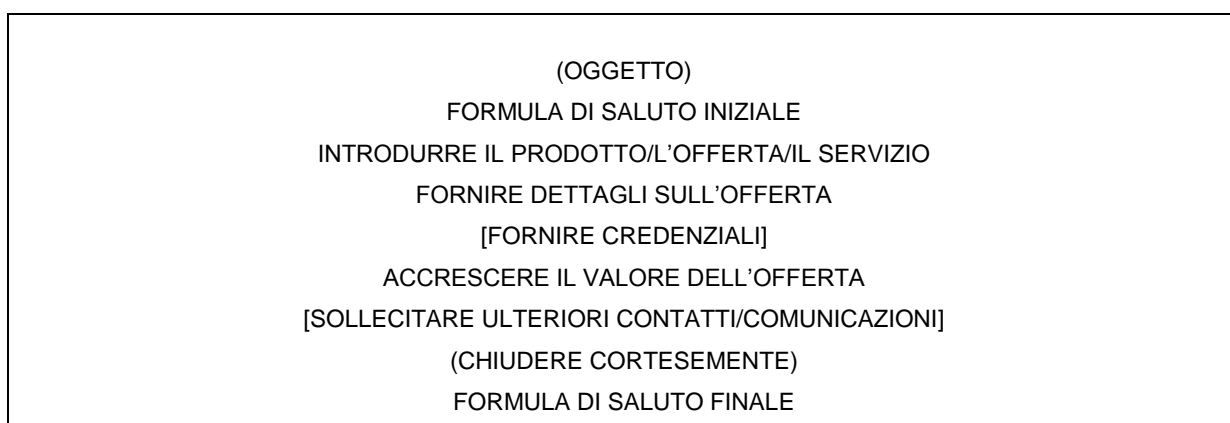 (OGGETTO)
FORMULA DI SALUTO INIZIALE
INTRODURRE IL PRODOTTO/L’OFFERTA/IL SERVIZIO
FORNIRE DETTAGLI SULL’OFFERTA
[FORNIRE CREDENZIALI]
ACCRESCERE IL VALORE DELL’OFFERTA
[SOLLECITARE ULTERIORI CONTATTI/COMUNICAZIONI]
(CHIUDERE CORTESEMENTE)
FORMULA DI SALUTO FINALE